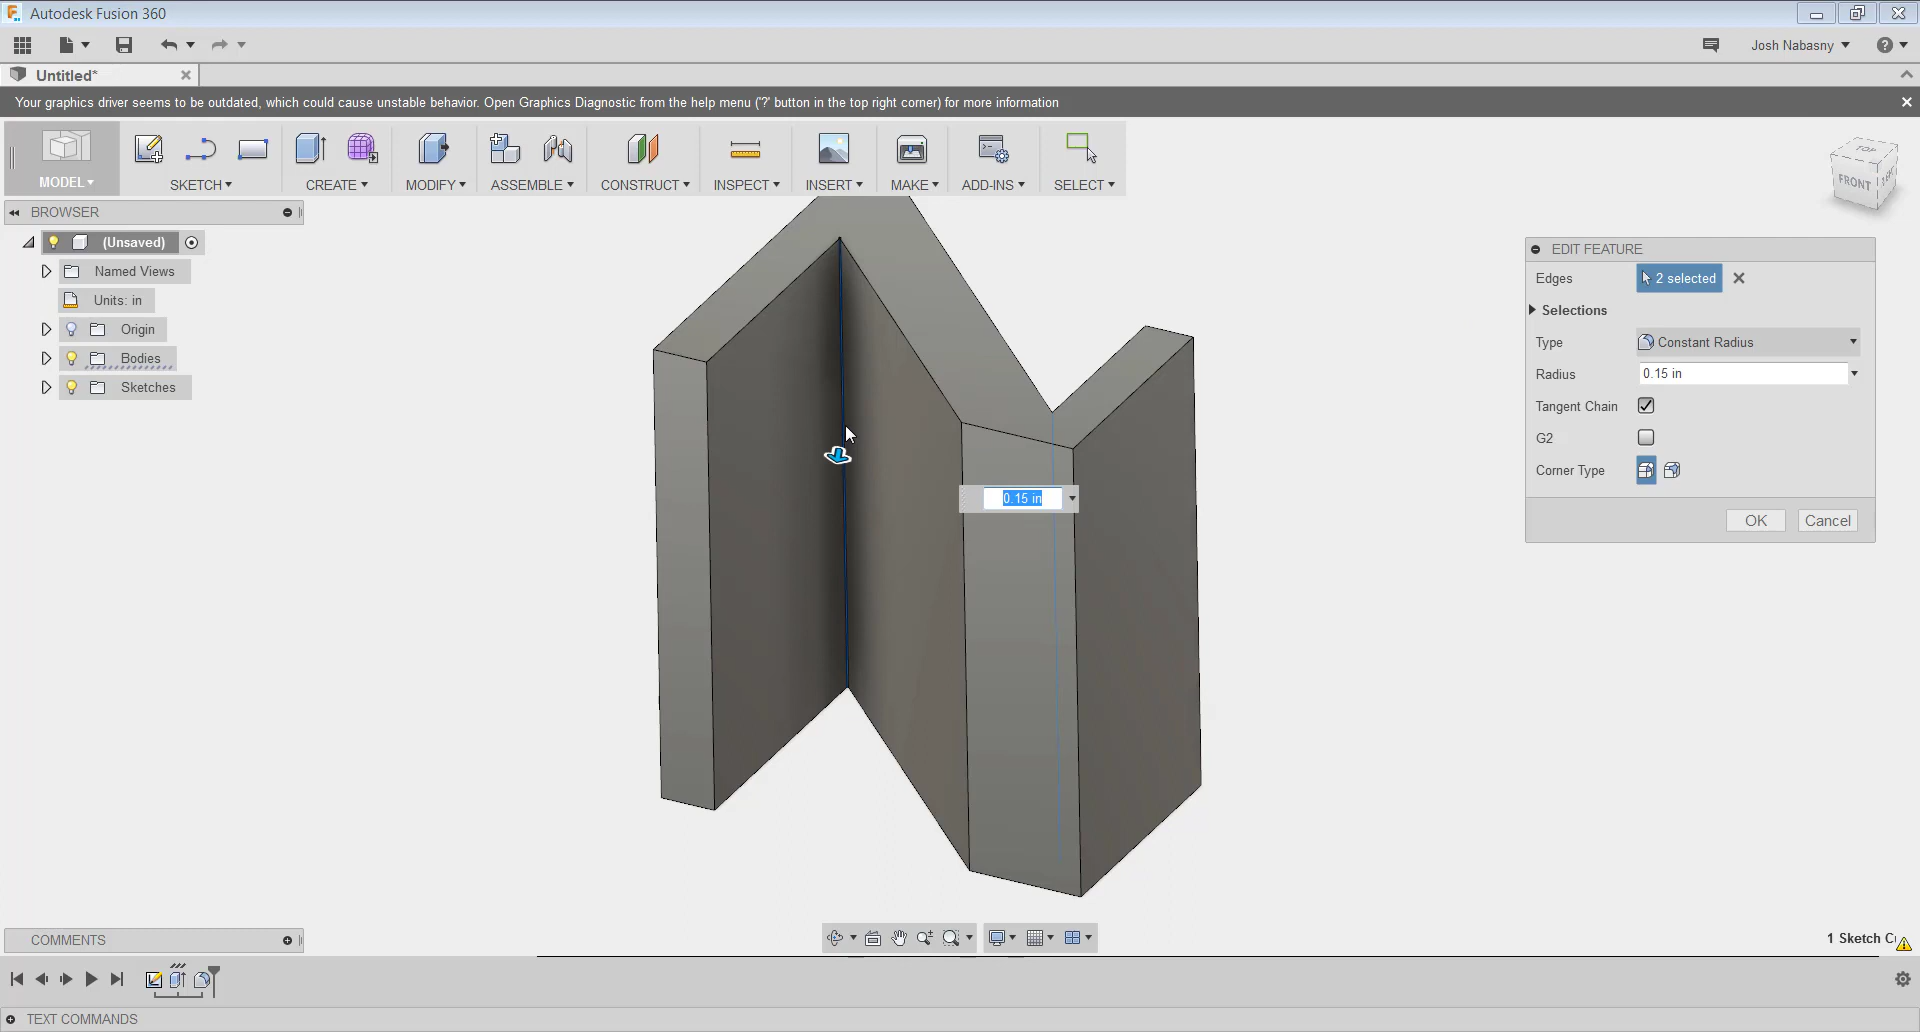 Autodesk Fusion 360
Josh Nabasny
Untitled*
Your graphics driver seems to be outdated, which could cause unstable behavior. Open Graphics Diagnostic from the help menu ('?' button in the top right corner) for more information
MODEL
SKETCH
CREATE
MODIFY
ASSEMBLE
CONSTRUCT
INSPECT
INSERT
MAKE
ADD-INS
SELECT
TOP
FRONT
BROWSER
(Unsaved)
Named Views
Units: in
Origin
Bodies
Sketches
EDIT FEATURE
Edges 2 selected
Selections
Type Constant Radius
Radius 0.15 in
Tangent Chain
G2
Corner Type
OK Cancel
0.15 in
COMMENTS
1 Sketch C
TEXT COMMANDS